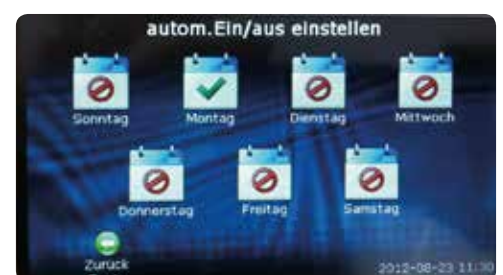 autom.Ein/aus einstellen
Sonntag Montag Dienstag Mittwoch
Donnerstag Freitag Samstag
Zurück
2012-08-23 11:30